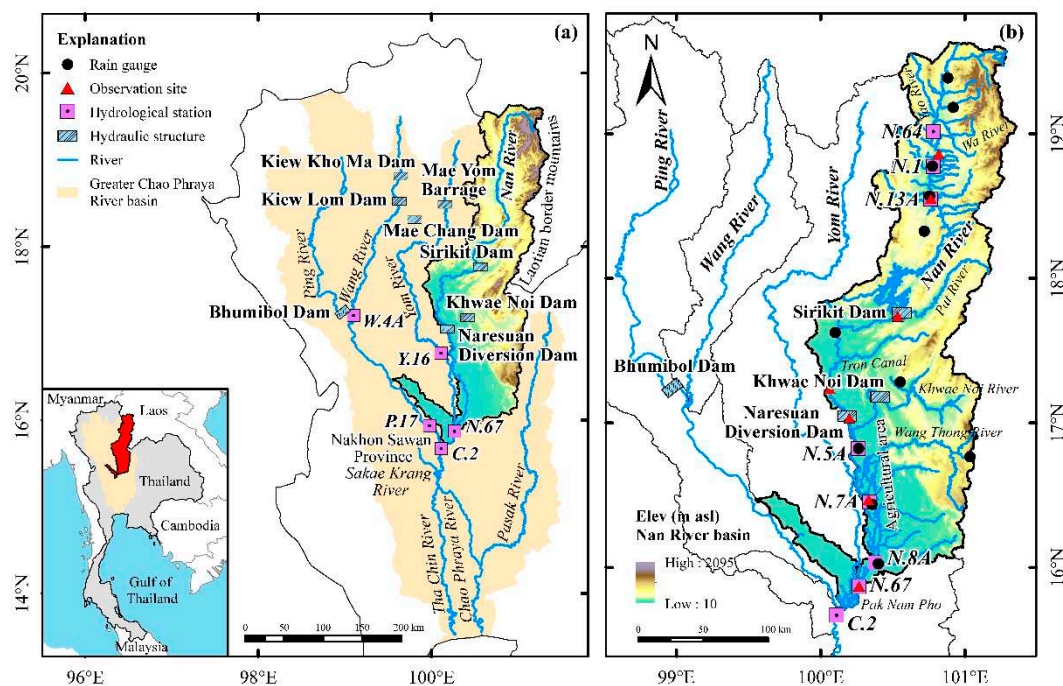 (a)
Explanation
Rain gauge
Observation site
Hydrological station
Hydraulic structure
River
Greater Chao Phraya
River basin
20°N
18°N
16°N
14°N
96°E
98°E
100°E
Kiew Kho Ma Dam
Mae Yom
Barrage
Kiew Lom Dam
Mae Chang Dam
Sirikit Dam
Nan River
Laotian border mountains
Ping River
Wang River
Yom River
Khwae Noi Dam
Bhumibol Dam
W.4A
Naresuan
Diversion Dam
Y.16
P.17
N.67
Nakhon Sawan
Province
C.2
Sakae Krang
River
Tha Chin River
Chao Phraya River
Pasak River
0 50 100 200 300 km
Myanmar
Laos
Thailand
Cambodia
Gulf of
Thailand
Malaysia
(b)
N
19°N
18°N
17°N
16°N
99°E
100°E
101°E
Ping River
Wang River
Yom River
N.64
Wa River
N.1
N.13A
Nan River
Pat River
Sirikit Dam
Bhumibol Dam
Tron Canal
Khwae Noi Dam
Khwae Noi River
Naresuan
Diversion Dam
Wang Thong River
N.5A
Agricultural area
N.7A
Elev (m asl)
Nan River basin
High : 2095
Low : 10
N.8A
N.67
Pak Nam Pho
C.2
0 25 50 100 km